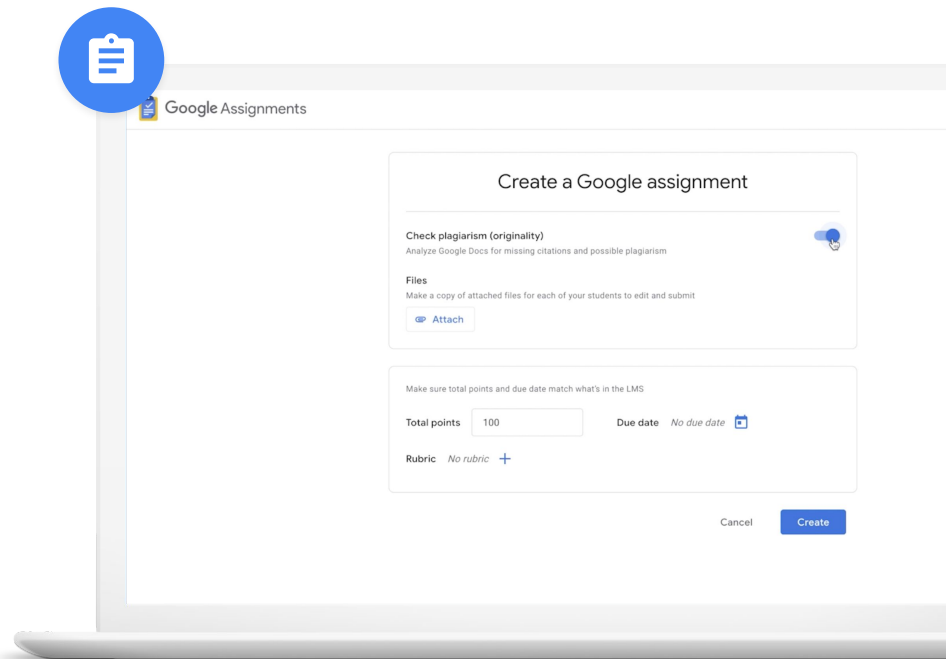 Google Assignments
Create a Google assignment
Check plagiarism (originality)
Analyze Google Docs for missing citations and possible plagiarism
Files
Make a copy of attached files for each of your students to edit and submit
Attach
Make sure total points and due date match what's in the LMS
Total points 100 Due date No due date
Rubric No rubric
Cancel Create